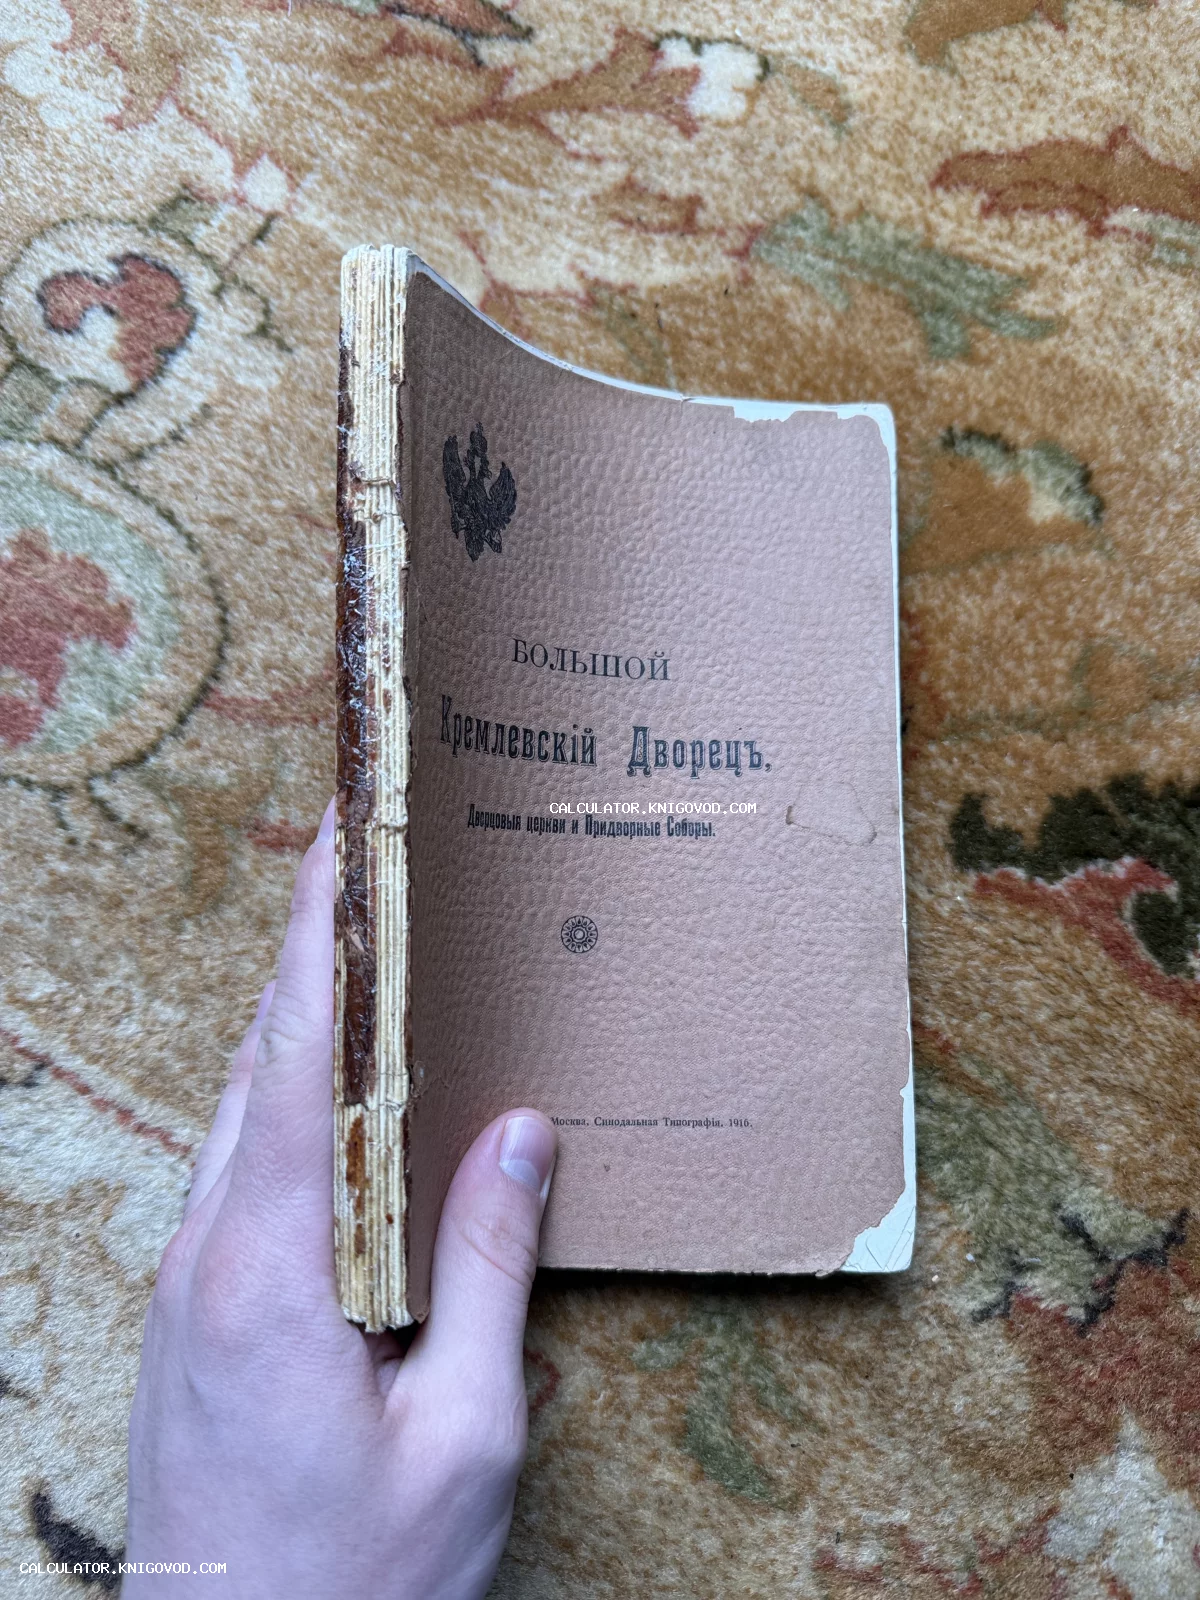 БОЛЬШОЙ
Кремлевскій Дворецъ,
CALCULATOR.KNIGOVOD.COM
Дворцовыя церкви и Придворные Соборы.
Москва. Синодальная Типографія. 1916.
CALCULATOR.KNIGOVOD.COM